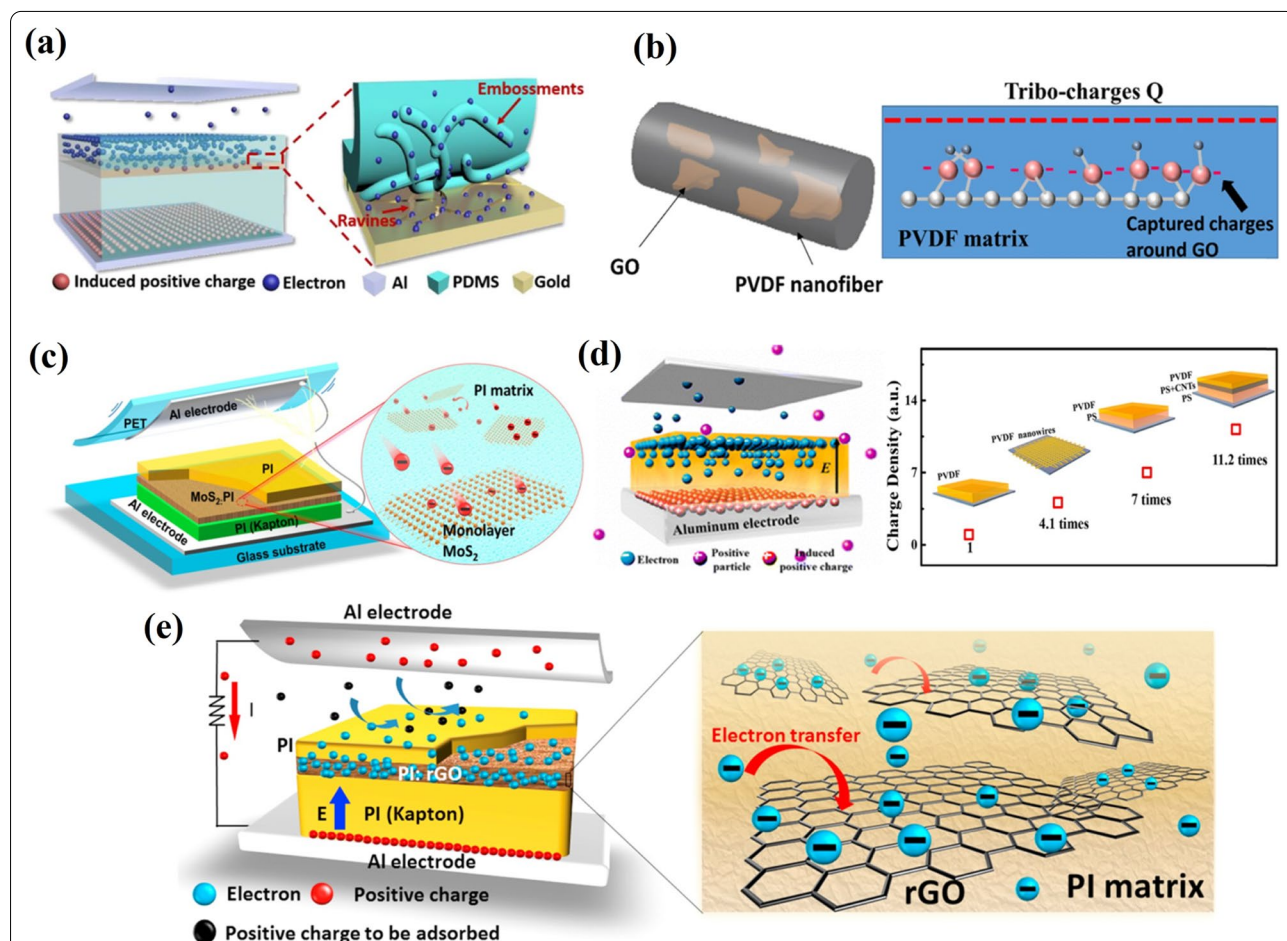 (a)
Embossments
Ravines
Induced positive charge Electron Al PDMS Gold
(b)
Tribo-charges Q
GO
PVDF nanofiber
PVDF matrix
Captured charges
around GO
(c)
PET
Al electrode
PI
MoS2:PI
Al electrode
PI (Kapton)
Glass substrate
PI matrix
Monolayer
MoS2
(d)
E
Aluminum electrode
Electron
Positive
particle
Induced
positive charge
Charge Density (a.u.)
14
7
0
PVDF
1
PVDF nanowires
4.1 times
PVDF
PS
7 times
PVDF
PS+CNTs
PS
11.2 times
(e)
Al electrode
I
PI
PI: rGO
E
PI (Kapton)
Al electrode
Electron Positive charge
Positive charge to be adsorbed
Electron transfer
rGO
PI matrix